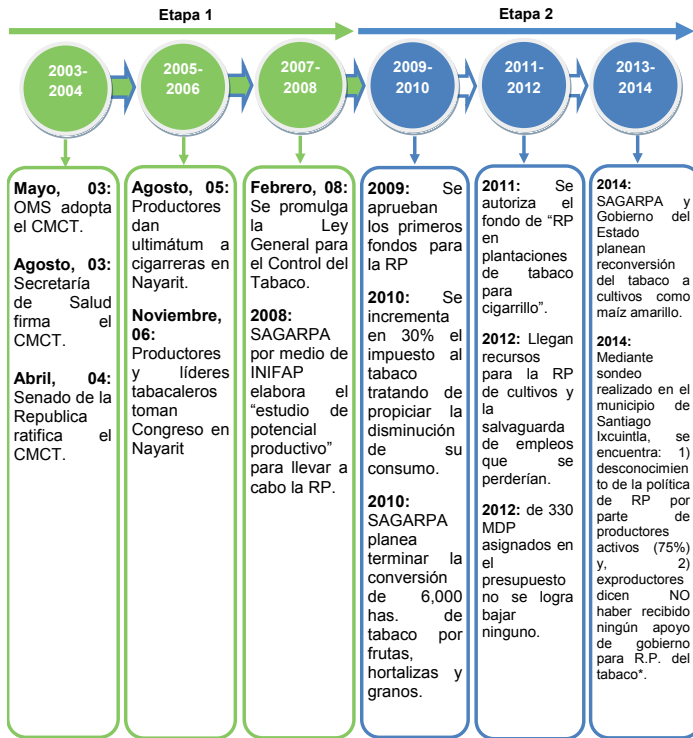 Etapa 1
Etapa 2
2003-
2004
2005-
2006
2007-
2008
2009-
2010
2011-
2012
2013-
2014
Mayo, 03:
OMS adopta
el CMCT.
Agosto, 03:
Secretaría
de Salud
firma el
CMCT.
Abril, 04:
Senado de la
Republica
ratifica el
CMCT.
Agosto, 05:
Productores
dan
ultimátum a
cigarreras en
Nayarit.
Noviembre,
06:
Productores
y líderes
tabacaleros
toman
Congreso en
Nayarit
Febrero, 08:
Se promulga
la Ley
General para
el Control del
Tabaco.
2008:
SAGARPA
por medio de
INIFAP
elabora el
“estudio de
potencial
productivo”
para llevar a
cabo la RP.
2009: Se
aprueban
los primeros
fondos para
la RP
2010: Se
incrementa
en 30% el
impuesto al
tabaco
tratando de
propiciar la
disminución
de su
consumo.
2010:
SAGARPA
planea
terminar la
conversión
de 6,000
has. de
tabaco por
frutas,
hortalizas y
granos.
2011: Se
autoriza el
fondo de “RP
en
plantaciones
de tabaco
para
cigarrillo”.
2012: Llegan
recursos
para la RP
de cultivos y
la
salvaguarda
de empleos
que se
perderían.
2012: de 330
MDP
asignados en
el
presupuesto
no se logra
bajar
ninguno.
2014:
SAGARPA y
Gobierno del
Estado
planean
reconversión
del tabaco a
cultivos como
maíz amarillo.
2014:
Mediante
sondeo
realizado en el
municipio de
Santiago
Ixcuintla, se
encuentra: 1)
desconocimien
to de la política
de RP por
parte de
productores
activos (75%)
y, 2)
exproductores
dicen NO
haber recibido
ningún apoyo
de gobierno
para R.P. del
tabaco*.